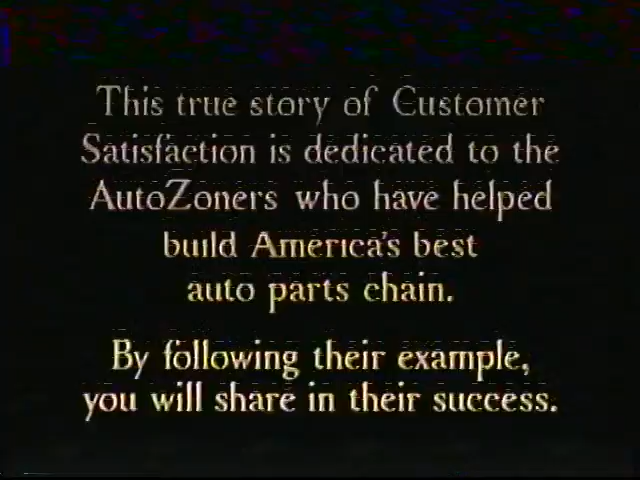 This true story of Customer
Satisfaction is dedicated to the
AutoZoners who have helped
build America's best
auto parts chain.
By following their example,
you will share in their success.